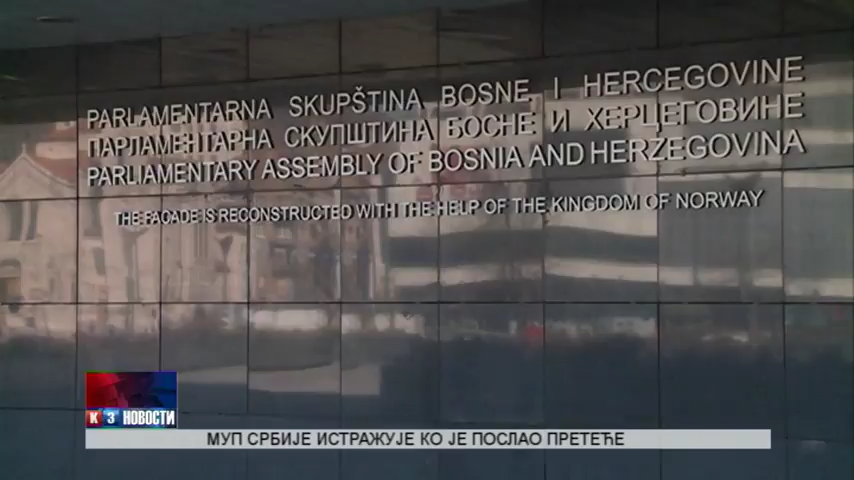 PARLAMENTARNA SKUPŠTINA BOSNE I HERCEGOVINE
ПАРЛАМЕНТАРНА СКУПШТИНА БОСНЕ И ХЕРЦЕГОВИНЕ
PARLIAMENTARY ASSEMBLY OF BOSNIA AND HERZEGOVINA
THE FACADE IS RECONSTRUCTED WITH THE HELP OF THE KINGDOM OF NORWAY
К З НОВОСТИ
МУП СРБИЈЕ ИСТРАЖУЈЕ КО ЈЕ ПОСЛАО ПРЕТЕЋЕ